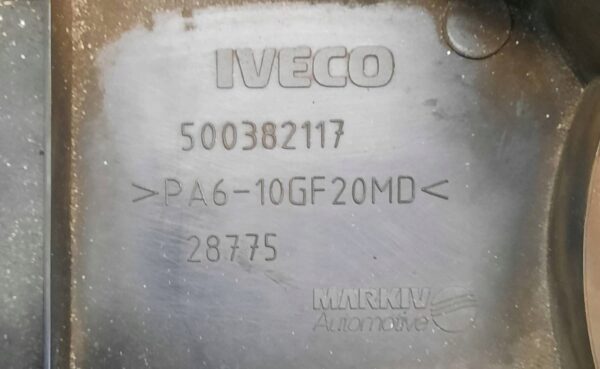 IVECO
500382117
>PA6-10GF20MD<
28775
MARKIV
Automotive